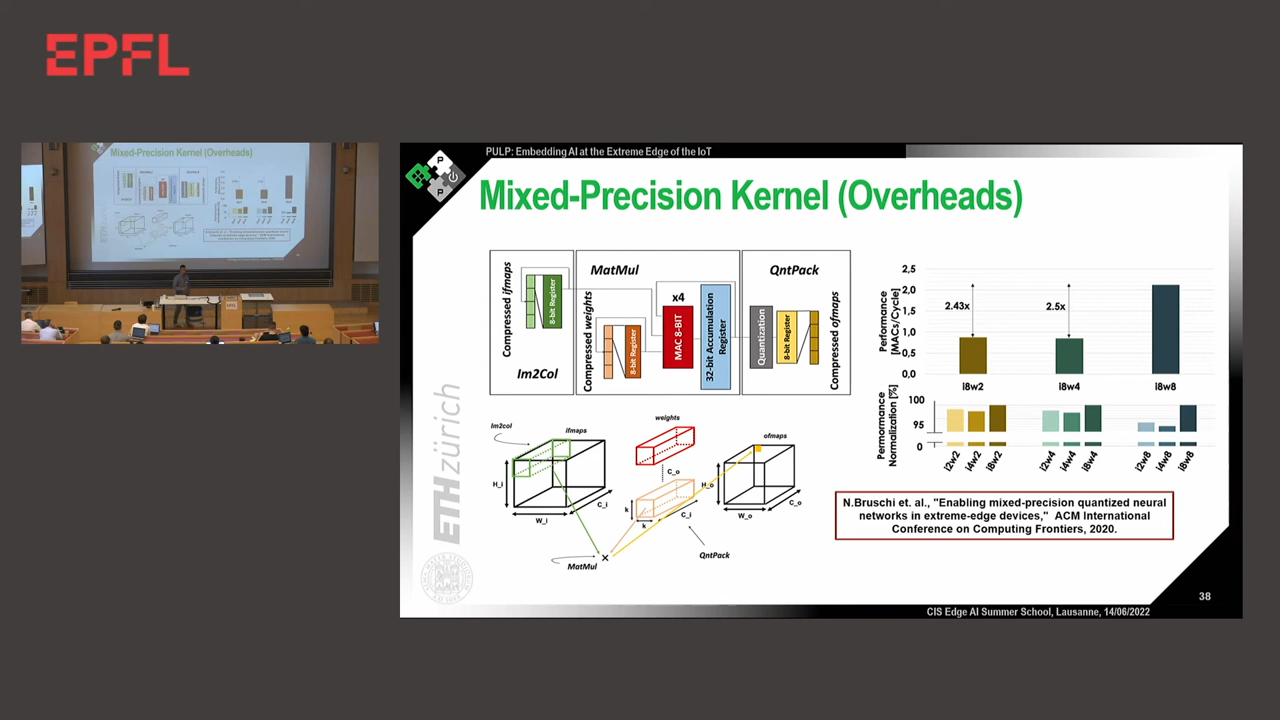 EPFL
PULP: Embedding AI at the Extreme Edge of the IoT
P
P
P
Mixed-Precision Kernel (Overheads)
Compressed ifmaps
8-bit Register
Im2Col
MatMul
Compressed weights
8-bit Register
x4
MAC 8-BIT
32-bit Accumulation
Register
QntPack
Quantization
8-bit Register
Compressed ofmaps
Performance
[MACs/Cycle]
2,5
2,0
1,5
1,0
0,5
0,0
2.43x
2.5x
i8w2
i8w4
i8w8
Performance
Normalization [%]
100
95
0
i2w2
i4w2
i8w2
i2w4
i4w4
i8w4
i2w8
i4w8
i8w8
Im2col
ifmaps
H_i
W_i
C_i
weights
C_o
k
k
C_i
ofmaps
H_o
W_o
C_o
MatMul
QntPack
N.Bruschi et. al., "Enabling mixed-precision quantized neural
networks in extreme-edge devices," ACM International
Conference on Computing Frontiers, 2020.
ETH zürich
38
CIS Edge AI Summer School, Lausanne, 14/06/2022
Mixed-Precision Kernel (Overheads)